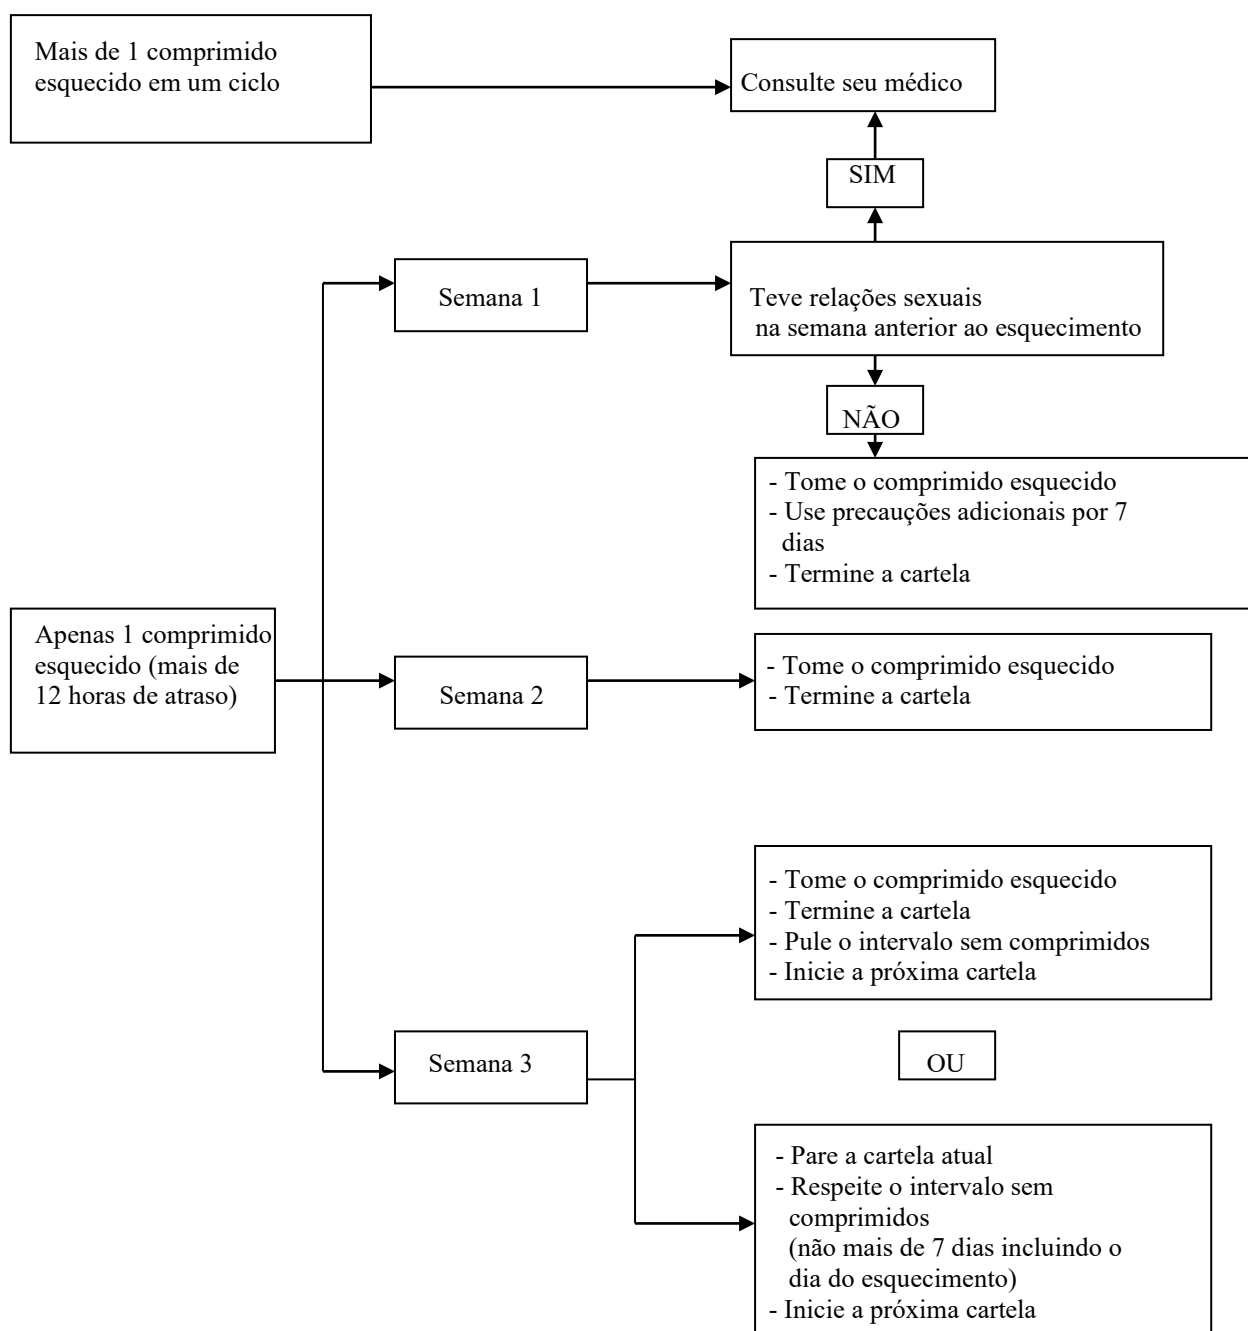 Mais de 1 comprimido
esquecido em um ciclo
Consulte seu médico
SIM
Semana 1
Teve relações sexuais
na semana anterior ao esquecimento
NÃO
- Tome o comprimido esquecido
- Use precauções adicionais por 7
dias
- Termine a cartela
Apenas 1 comprimido
esquecido (mais de
12 horas de atraso)
Semana 2
- Tome o comprimido esquecido
- Termine a cartela
Semana 3
- Tome o comprimido esquecido
- Termine a cartela
- Pule o intervalo sem comprimidos
- Inicie a próxima cartela
OU
- Pare a cartela atual
- Respeite o intervalo sem
comprimidos
(não mais de 7 dias incluindo o
dia do esquecimento)
- Inicie a próxima cartela